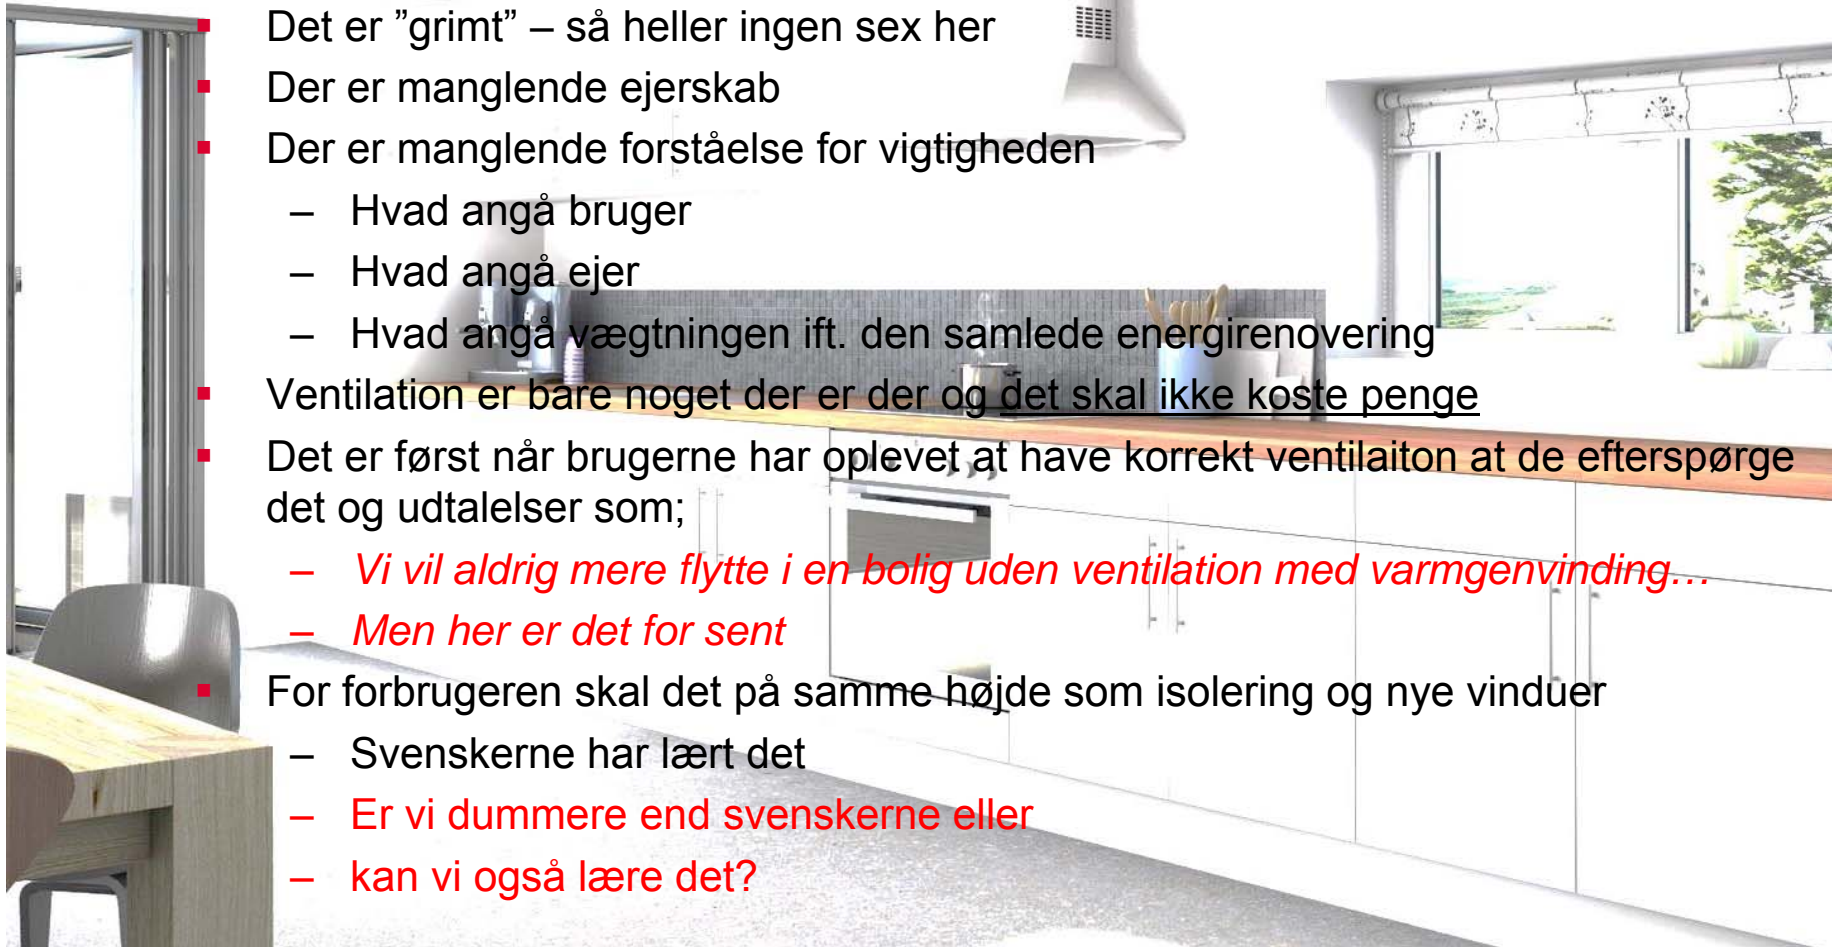 ▪ Det er ”grimt” – så heller ingen sex her
▪ Der er manglende ejerskab
▪ Der er manglende forståelse for vigtigheden
– Hvad angå bruger
– Hvad angå ejer
– Hvad angå vægtningen ift. den samlede energirenovering
▪ Ventilation er bare noget der er der og det skal ikke koste penge
▪ Det er først når brugerne har oplevet at have korrekt ventilaiton at de efterspørge
det og udtalelser som;
– Vi vil aldrig mere flytte i en bolig uden ventilation med varmgenvinding…
– Men her er det for sent
▪ For forbrugeren skal det på samme højde som isolering og nye vinduer
– Svenskerne har lært det
– Er vi dummere end svenskerne eller
– kan vi også lære det?